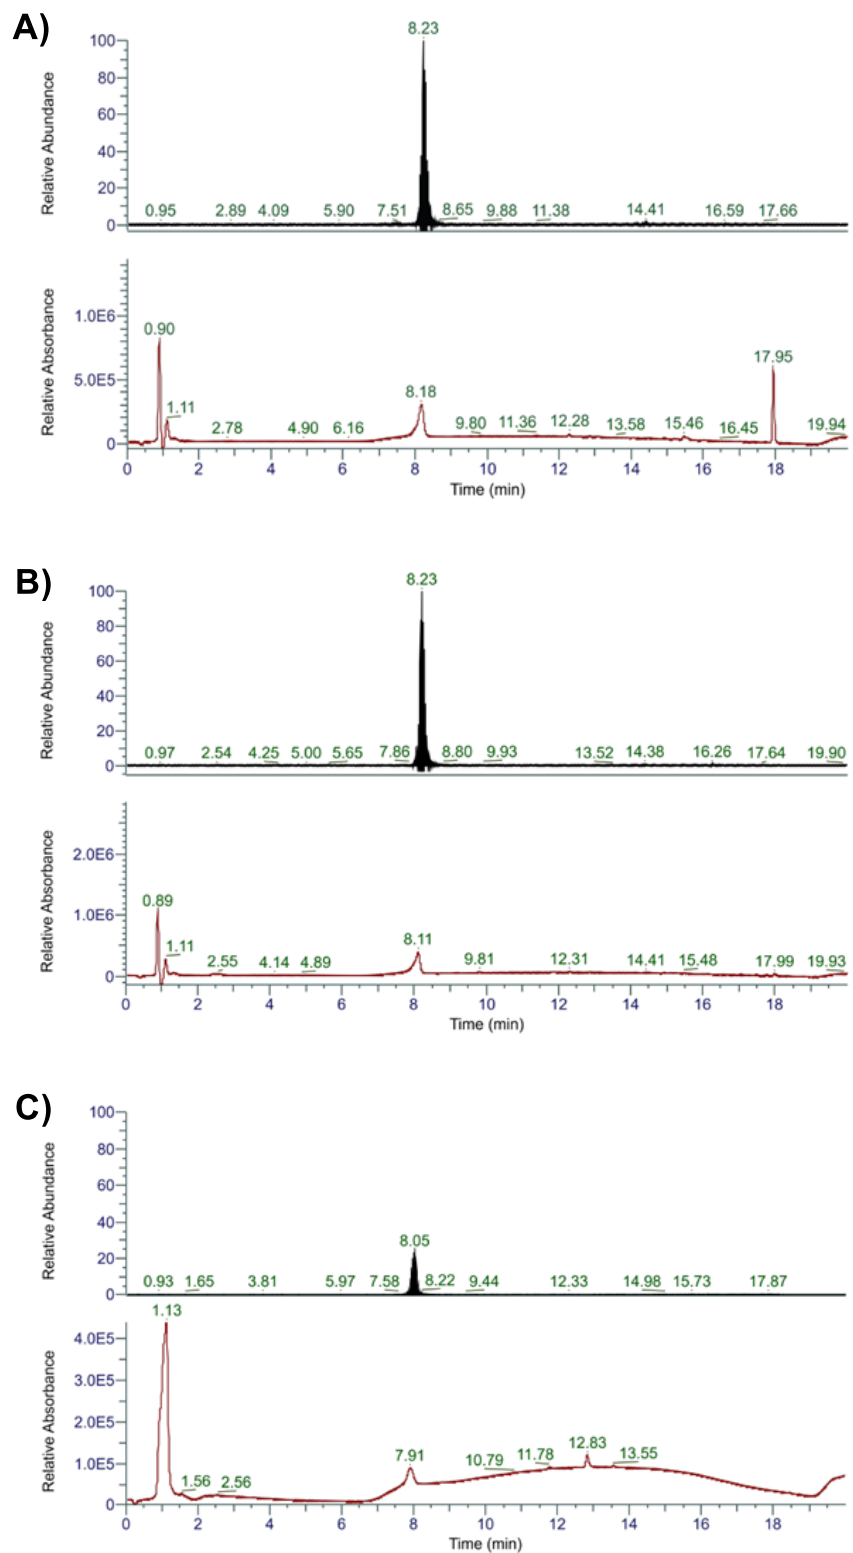 A)
8.23
100
80
60
40
20
0
Relative Abundance
0.95 2.89 4.09 5.90 7.51 8.65 9.88 11.38 14.41 16.59 17.66
1.0E6
5.0E5
0
Relative Absorbance
0.90 1.11 2.78 4.90 6.16 8.18 9.80 11.36 12.28 13.58 15.46 16.45 17.95 19.94
0 2 4 6 8 10 12 14 16 18
Time (min)
B)
8.23
100
80
60
40
20
0
Relative Abundance
0.97 2.54 4.25 5.00 5.65 7.86 8.80 9.93 13.52 14.38 16.26 17.64 19.90
2.0E6
1.0E6
0
Relative Absorbance
0.89 1.11 2.55 4.14 4.89 8.11 9.81 12.31 14.41 15.48 17.99 19.93
0 2 4 6 8 10 12 14 16 18
Time (min)
C)
100
80
60
40
20
0
Relative Abundance
8.05
0.93 1.65 3.81 5.97 7.58 8.22 9.44 12.33 14.98 15.73 17.87
4.0E5
3.0E5
2.0E5
1.0E5
0
Relative Absorbance
1.13 1.56 2.56 7.91 10.79 11.78 12.83 13.55
0 2 4 6 8 10 12 14 16 18
Time (min)